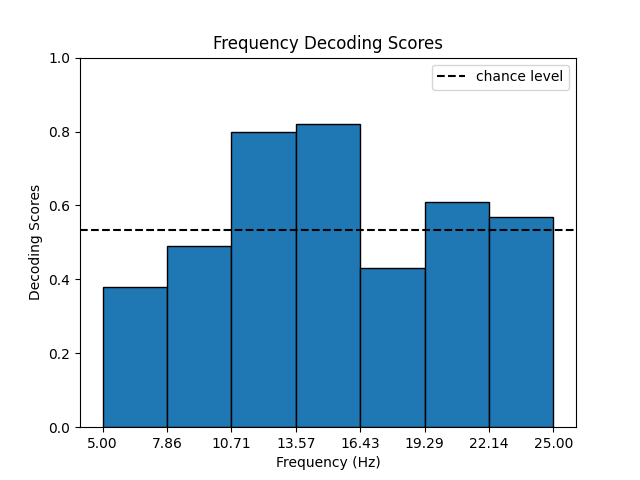 Frequency Decoding Scores
chance level
Decoding Scores
1.0
0.8
0.6
0.4
0.2
0.0
5.00 7.86 10.71 13.57 16.43 19.29 22.14 25.00
Frequency (Hz)